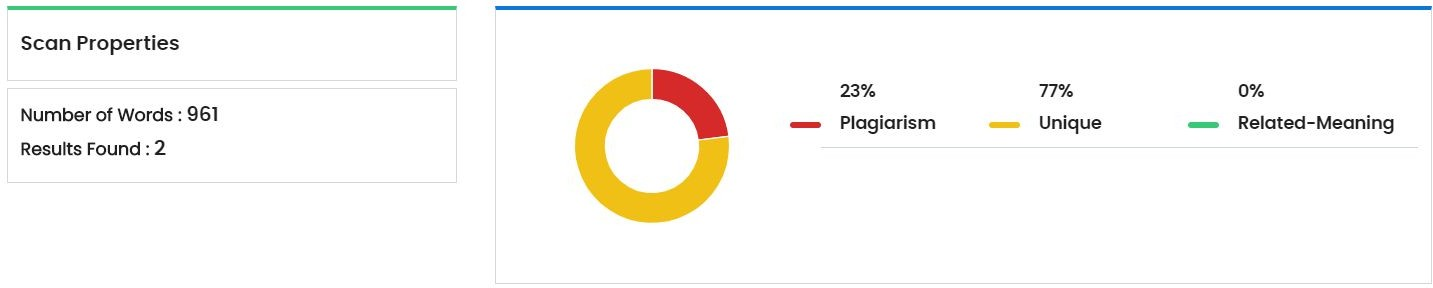 Scan Properties
Number of Words : 961
Results Found : 2
23%
Plagiarism
77%
Unique
0%
Related-Meaning